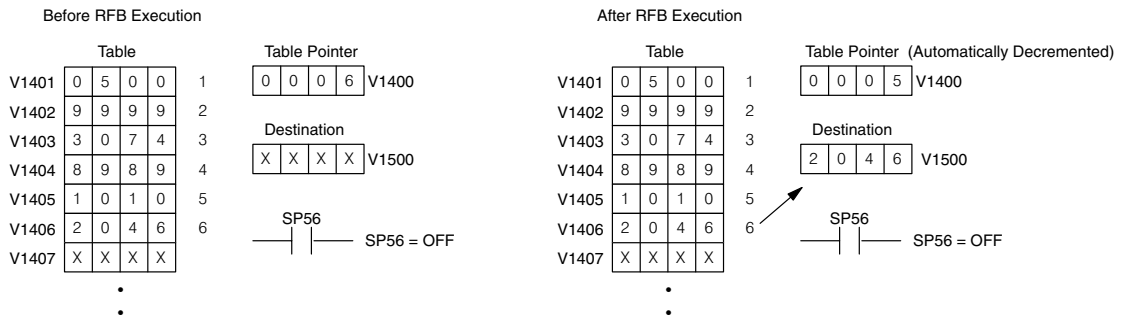 Before RFB Execution
Table
Table Pointer
V1401 0 5 0 0 1
0 0 0 6 V1400
V1402 9 9 9 9 2
V1403 3 0 7 4 3
Destination
V1404 8 9 8 9 4
X X X X V1500
V1405 1 0 1 0 5
V1406 2 0 4 6 6
SP56
SP56 = OFF
V1407 X X X X
After RFB Execution
Table
Table Pointer (Automatically Decremented)
V1401 0 5 0 0 1
0 0 0 5 V1400
V1402 9 9 9 9 2
V1403 3 0 7 4 3
Destination
V1404 8 9 8 9 4
2 0 4 6 V1500
V1405 1 0 1 0 5
V1406 2 0 4 6 6
SP56
SP56 = OFF
V1407 X X X X